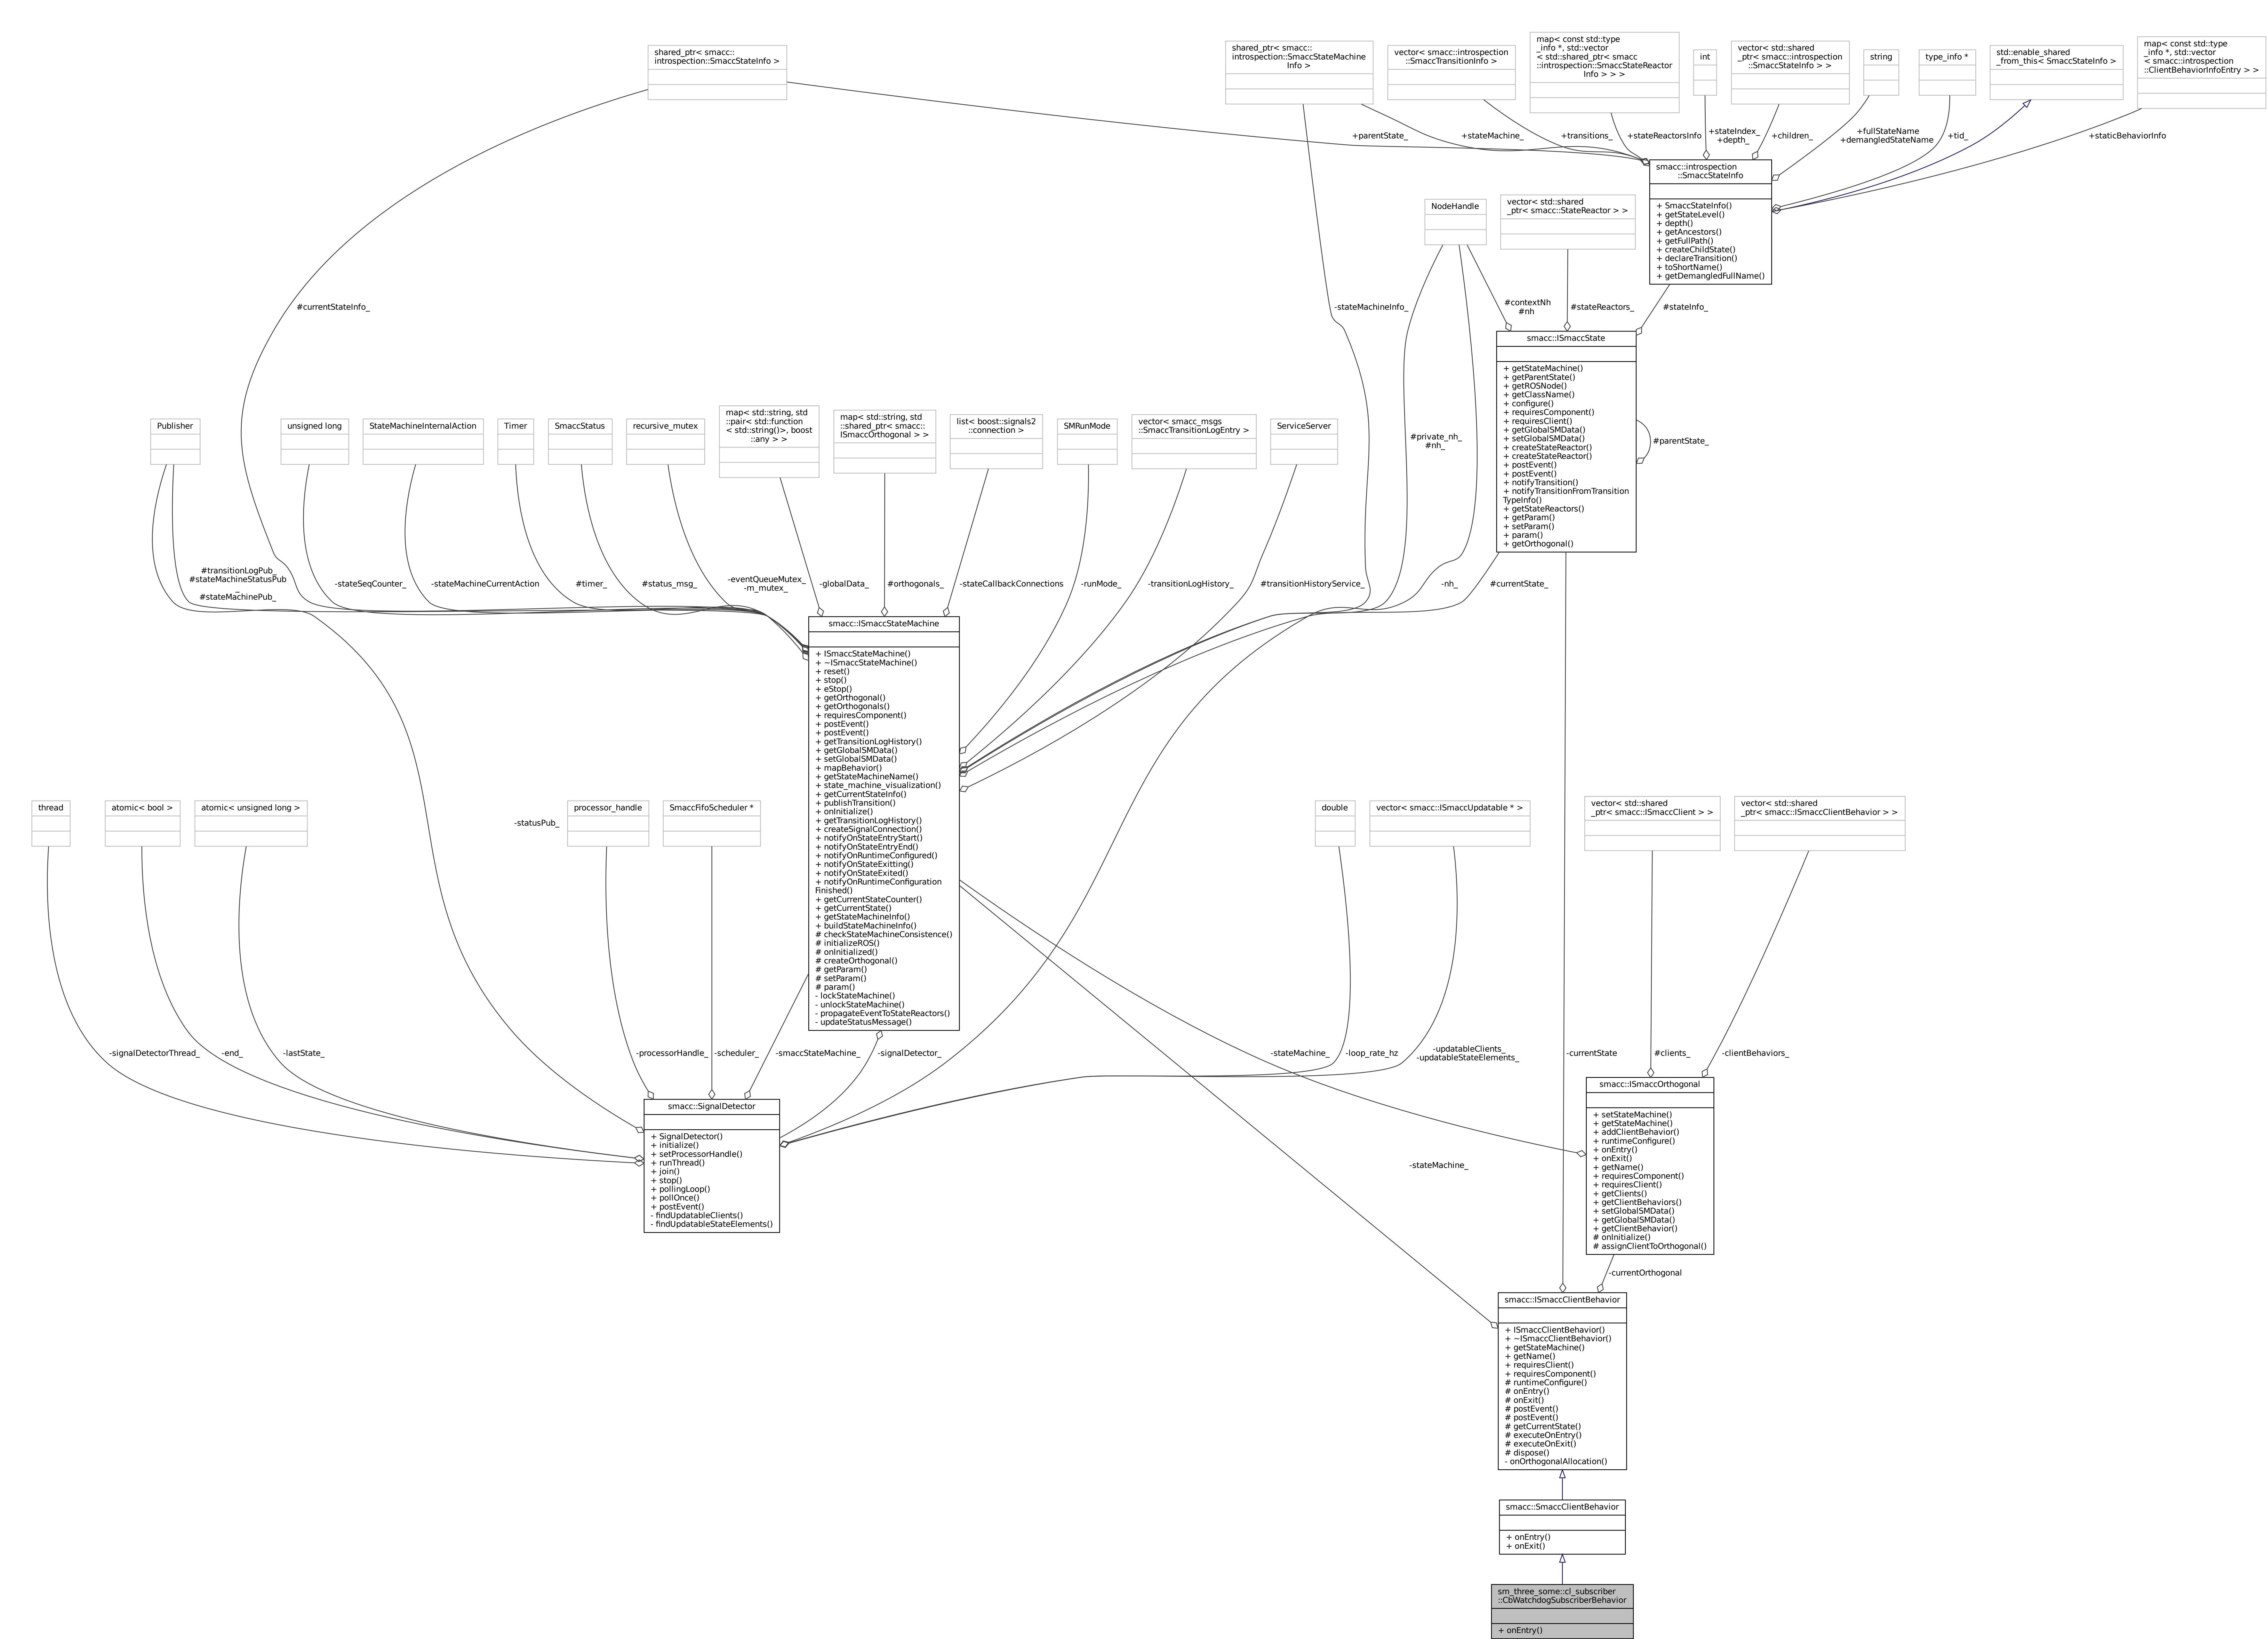 shared_ptr< smacc::
introspection::SmaccStateInfo >
shared_ptr< smacc::
introspection::SmaccStateMachine
Info >
vector< smacc::introspection
::SmaccTransitionInfo >
map< const std::type
_info *, std::vector
< std::shared_ptr< smacc
::introspection::SmaccStateReactor
Info > > >
int
vector< std::shared
_ptr< smacc::introspection
::SmaccStateInfo > >
string
type_info *
std::enable_shared
_from_this< SmaccStateInfo >
map< const std::type
_info *, std::vector
< smacc::introspection
::ClientBehaviorInfoEntry > >
+parentState_
+stateMachine_
+transitions_
+stateReactorsInfo
+stateIndex_
+depth_
+children_
+fullStateName
+demangledStateName
+tid_
+staticBehaviorInfo
smacc::introspection
::SmaccStateInfo
+ SmaccStateInfo()
+ getStateLevel()
+ depth()
+ getAncestors()
+ getFullPath()
+ createChildState()
+ declareTransition()
+ toShortName()
+ getDemangledFullName()
NodeHandle
vector< std::shared
_ptr< smacc::StateReactor > >
#currentStateInfo_
-stateMachineInfo_
#contextNh
#nh
#stateReactors_
#stateInfo_
smacc::ISmaccState
+ getStateMachine()
+ getParentState()
+ getROSNode()
+ getClassName()
+ configure()
+ requiresComponent()
+ requiresClient()
+ getGlobalSMData()
+ setGlobalSMData()
+ createStateReactor()
+ createStateReactor()
+ postEvent()
+ postEvent()
+ notifyTransition()
+ notifyTransitionFromTransition
TypeInfo()
+ getStateReactors()
+ getParam()
+ setParam()
+ param()
+ getOrthogonal()
#parentState_
#private_nh_
#nh_
Publisher
unsigned long
StateMachineInternalAction
Timer
SmaccStatus
recursive_mutex
map< std::string, std
::pair< std::function
< std::string()>, boost
::any > >
map< std::string, std
::shared_ptr< smacc::
ISmaccOrthogonal > >
list< boost::signals2
::connection >
SMRunMode
vector< smacc_msgs
::SmaccTransitionLogEntry >
ServiceServer
#transitionLogPub_
#stateMachineStatusPub
_
#stateMachinePub_
-stateSeqCounter_
-stateMachineCurrentAction
#timer_
#status_msg_
-eventQueueMutex_
-m_mutex_
-globalData_
#orthogonals_
-stateCallbackConnections
-runMode_
-transitionLogHistory_
#transitionHistoryService_
-nh_
#currentState_
smacc::ISmaccStateMachine
+ ISmaccStateMachine()
+ ~ISmaccStateMachine()
+ reset()
+ stop()
+ eStop()
+ getOrthogonal()
+ getOrthogonals()
+ requiresComponent()
+ postEvent()
+ postEvent()
+ getTransitionLogHistory()
+ getGlobalSMData()
+ setGlobalSMData()
+ mapBehavior()
+ getStateMachineName()
+ state_machine_visualization()
+ getCurrentStateInfo()
+ publishTransition()
+ onInitialize()
+ getTransitionLogHistory()
+ createSignalConnection()
+ notifyOnStateEntryStart()
+ notifyOnStateEntryEnd()
+ notifyOnRuntimeConfigured()
+ notifyOnStateExitting()
+ notifyOnStateExited()
+ notifyOnRuntimeConfiguration
Finished()
+ getCurrentStateCounter()
+ getCurrentState()
+ getStateMachineInfo()
+ buildStateMachineInfo()
# checkStateMachineConsistence()
# initializeROS()
# onInitialized()
# createOrthogonal()
# getParam()
# setParam()
# param()
- lockStateMachine()
- unlockStateMachine()
- propagateEventToStateReactors()
- updateStatusMessage()
thread
atomic< bool >
atomic< unsigned long >
-statusPub_
processor_handle
SmaccFifoScheduler *
double
vector< smacc::ISmaccUpdatable * >
vector< std::shared
_ptr< smacc::ISmaccClient > >
vector< std::shared
_ptr< smacc::ISmaccClientBehavior > >
-signalDetectorThread_
-end_
-lastState_
-processorHandle_
-scheduler_
-smaccStateMachine_
-signalDetector_
-stateMachine_
-loop_rate_hz
-updatableClients_
-updatableStateElements_
-currentState
#clients_
-clientBehaviors_
smacc::SignalDetector
+ SignalDetector()
+ initialize()
+ setProcessorHandle()
+ runThread()
+ join()
+ stop()
+ pollingLoop()
+ pollOnce()
+ postEvent()
- findUpdatableClients()
- findUpdatableStateElements()
smacc::ISmaccOrthogonal
+ setStateMachine()
+ getStateMachine()
+ addClientBehavior()
+ runtimeConfigure()
+ onEntry()
+ onExit()
+ getName()
+ requiresComponent()
+ requiresClient()
+ getClients()
+ getClientBehaviors()
+ setGlobalSMData()
+ getGlobalSMData()
+ getClientBehavior()
# onInitialize()
# assignClientToOrthogonal()
-stateMachine_
-currentOrthogonal
smacc::ISmaccClientBehavior
+ ISmaccClientBehavior()
+ ~ISmaccClientBehavior()
+ getStateMachine()
+ getName()
+ requiresClient()
+ requiresComponent()
# runtimeConfigure()
# onEntry()
# onExit()
# postEvent()
# postEvent()
# getCurrentState()
# executeOnEntry()
# executeOnExit()
# dispose()
- onOrthogonalAllocation()
smacc::SmaccClientBehavior
+ onEntry()
+ onExit()
sm_three_some::cl_subscriber
::CbWatchdogSubscriberBehavior
+ onEntry()